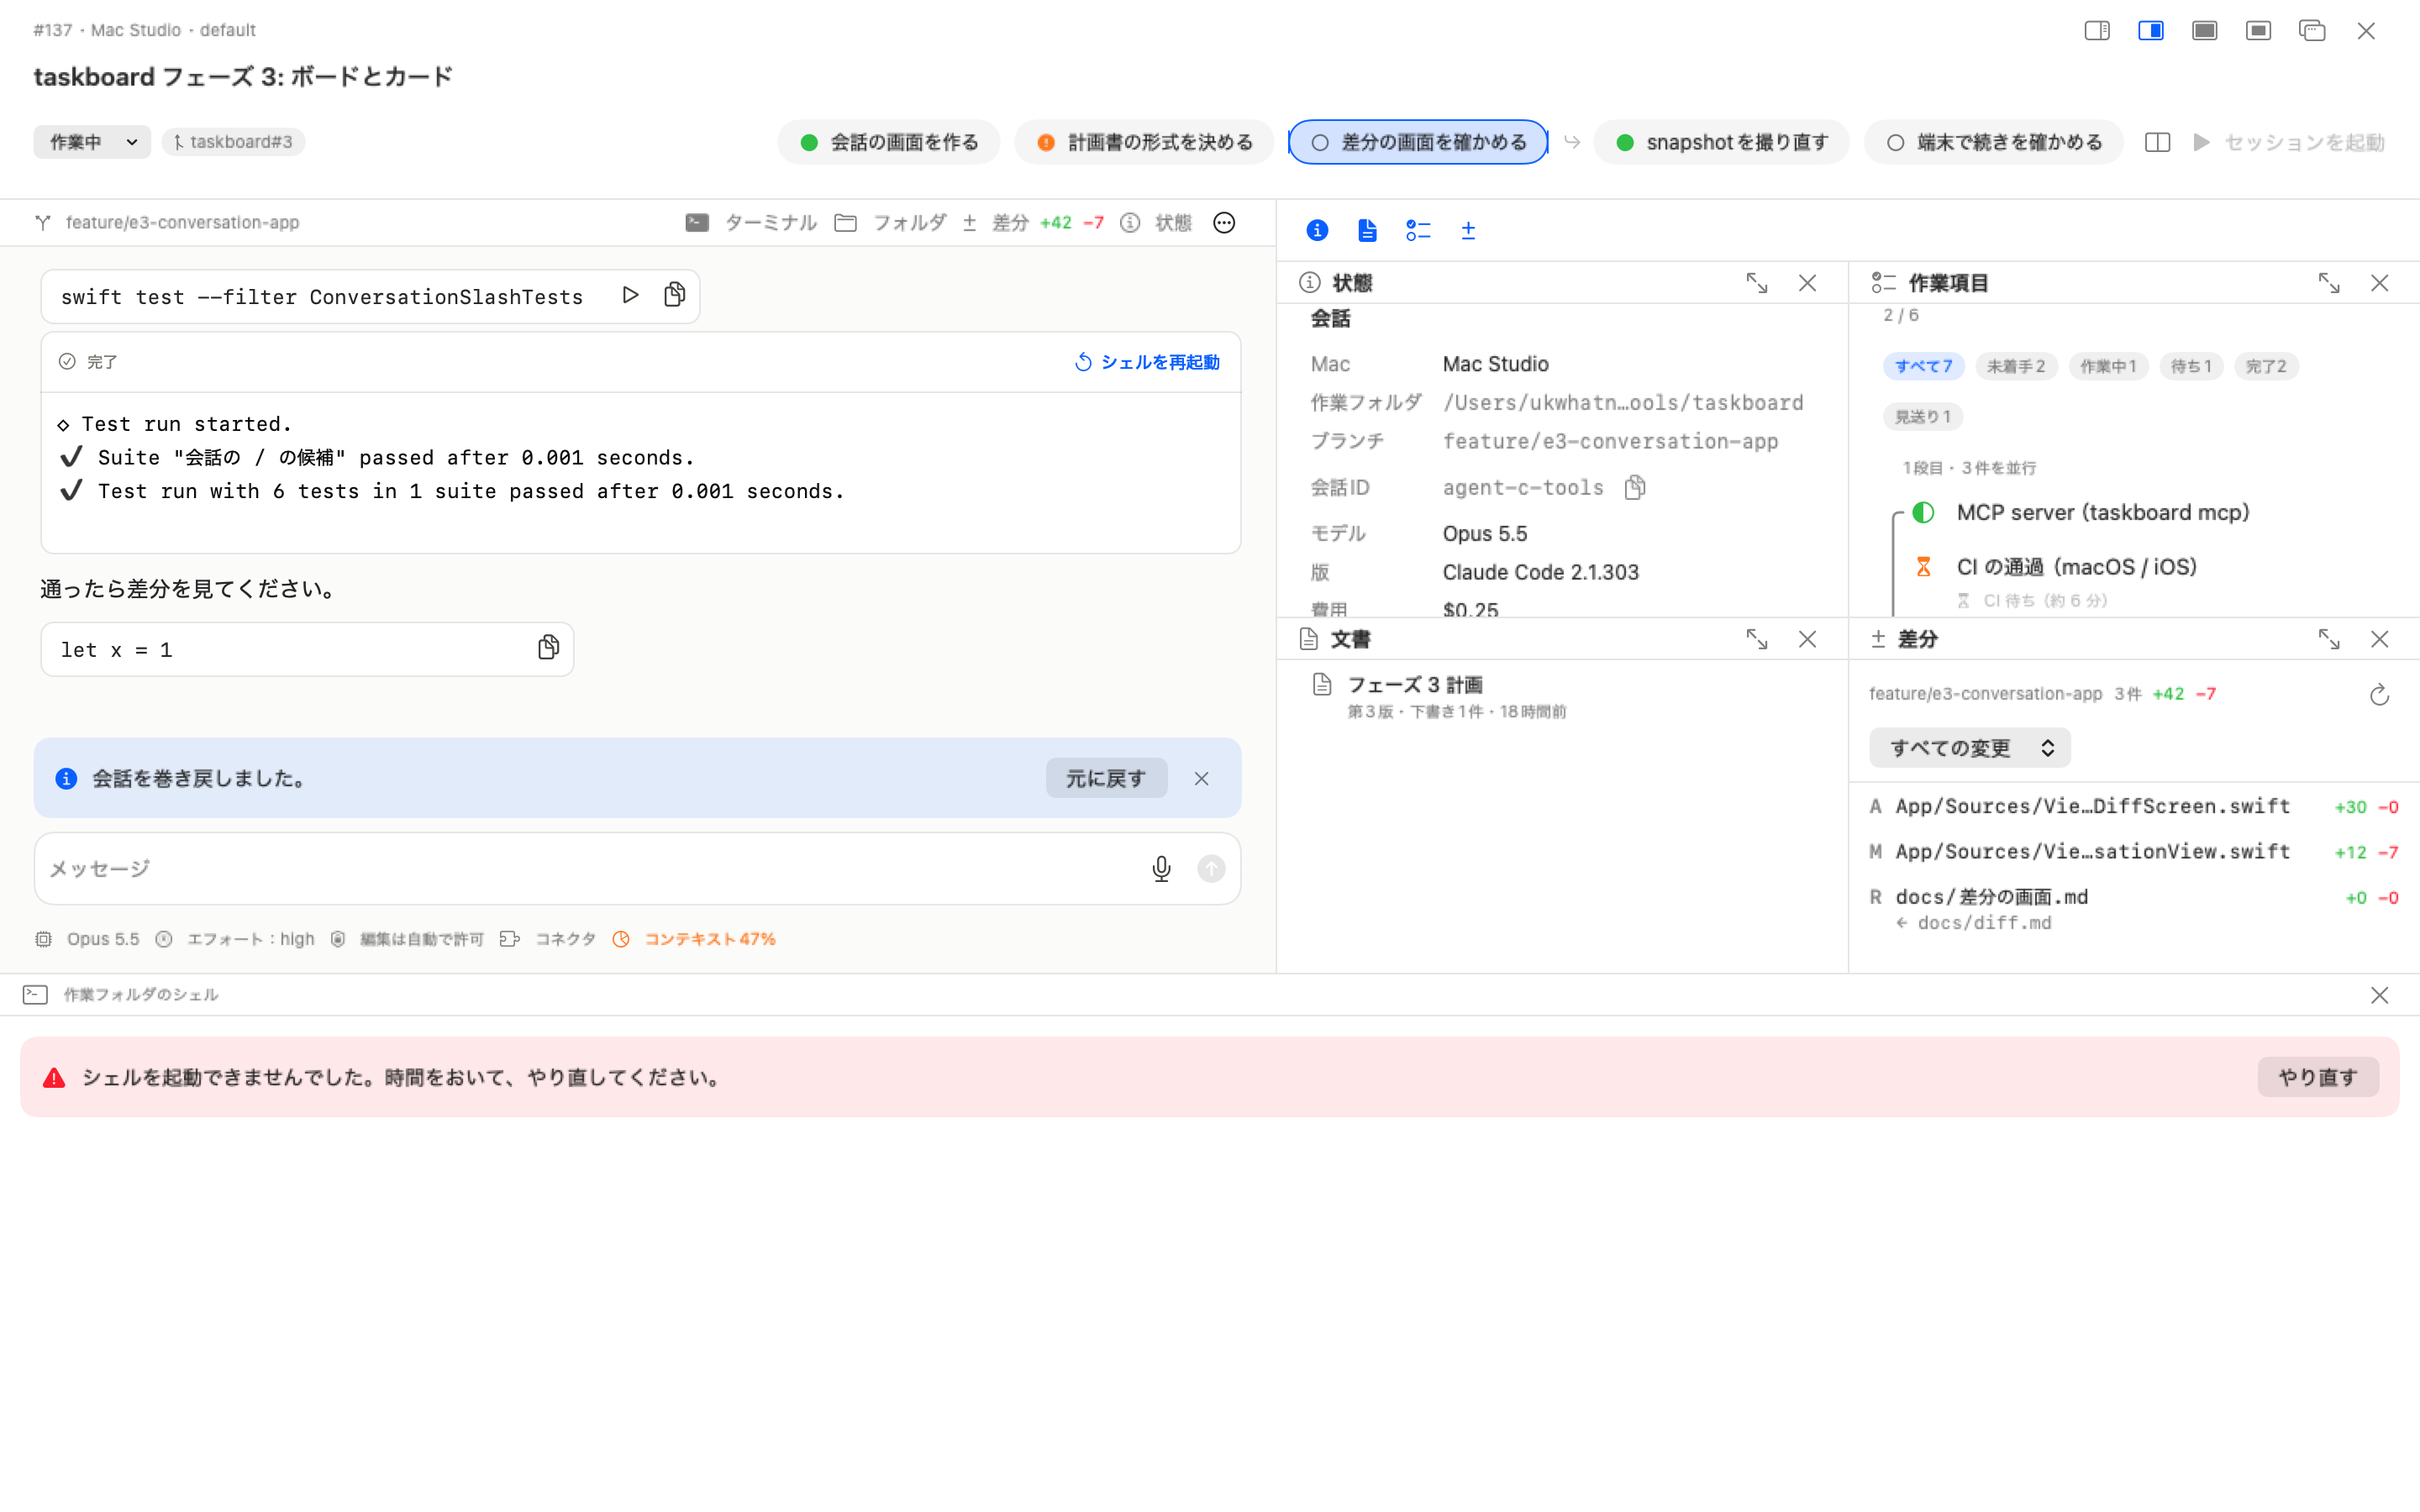 #137・Mac Studio・default
taskboard フェーズ 3: ボードとカード
作業中
taskboard#3
会話の画面を作る
計画書の形式を決める
差分の画面を確かめる
snapshotを撮り直す
端末で続きを確かめる
セッションを起動
feature/e3-conversation-app
ターミナル
フォルダ
差分 +42 −7
状態
swift test --filter ConversationSlashTests
完了
シェルを再起動
◇ Test run started.
✔ Suite "会話の / の候補" passed after 0.001 seconds.
✔ Test run with 6 tests in 1 suite passed after 0.001 seconds.
通ったら差分を見てください。
let x = 1
会話を巻き戻しました。
元に戻す
メッセージ
Opus 5.5
エフォート：high
編集は自動で許可
コネクタ
コンテキスト47%
状態
会話
Mac Mac Studio
作業フォルダ /Users/ukwhatn…ools/taskboard
ブランチ feature/e3-conversation-app
会話ID agent-c-tools
モデル Opus 5.5
版 Claude Code 2.1.303
費用 $0.25
作業項目
2 / 6
すべて7
未着手2
作業中1
待ち1
完了2
見送り1
1段目・3件を並行
MCP server (taskboard mcp)
CI の通過（macOS / iOS）
CI 待ち（約 6 分）
文書
フェーズ 3 計画
第3版・下書き1件・18時間前
差分
feature/e3-conversation-app 3件 +42 −7
すべての変更
A App/Sources/Vie…DiffScreen.swift +30 −0
M App/Sources/Vie…sationView.swift +12 −7
R docs/差分の画面.md +0 −0
← docs/diff.md
作業フォルダのシェル
シェルを起動できませんでした。時間をおいて、やり直してください。
やり直す